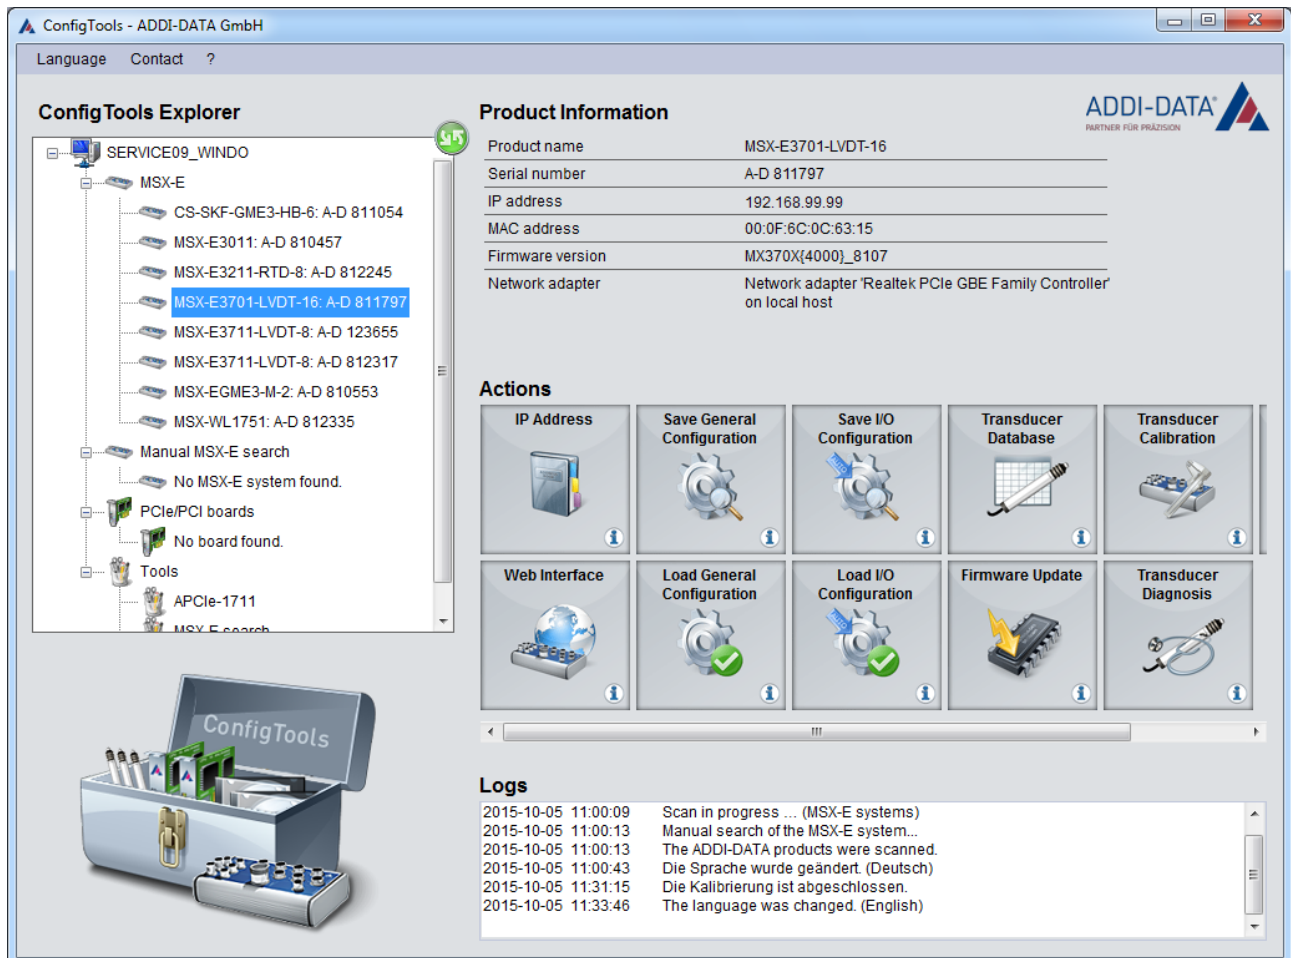 ConfigTools - ADDI-DATA GmbH
Language Contact ?
ConfigTools Explorer
SERVICE09_WINDO
MSX-E
CS-SKF-GME3-HB-6: A-D 811054
MSX-E3011: A-D 810457
MSX-E3211-RTD-8: A-D 812245
MSX-E3701-LVDT-16: A-D 811797
MSX-E3711-LVDT-8: A-D 123655
MSX-E3711-LVDT-8: A-D 812317
MSX-EGME3-M-2: A-D 810553
MSX-WL1751: A-D 812335
Manual MSX-E search
No MSX-E system found.
PCIe/PCI boards
No board found.
Tools
APCIe-1711
MSX-E search
ConfigTools
Product Information
ADDI-DATA
PARTNER FÜR PRÄZISION
Product name MSX-E3701-LVDT-16
Serial number A-D 811797
IP address 192.168.99.99
MAC address 00:0F:6C:0C:63:15
Firmware version MX370X{4000}_8107
Network adapter Network adapter 'Realtek PCIe GBE Family Controller'
on local host
Actions
IP Address
Save General
Configuration
Save I/O
Configuration
Transducer
Database
Transducer
Calibration
Web Interface
Load General
Configuration
Load I/O
Configuration
Firmware Update
Transducer
Diagnosis
Logs
2015-10-05 11:00:09 Scan in progress ... (MSX-E systems)
2015-10-05 11:00:13 Manual search of the MSX-E system...
2015-10-05 11:00:13 The ADDI-DATA products were scanned.
2015-10-05 11:00:43 Die Sprache wurde geändert. (Deutsch)
2015-10-05 11:31:15 Die Kalibrierung ist abgeschlossen.
2015-10-05 11:33:46 The language was changed. (English)